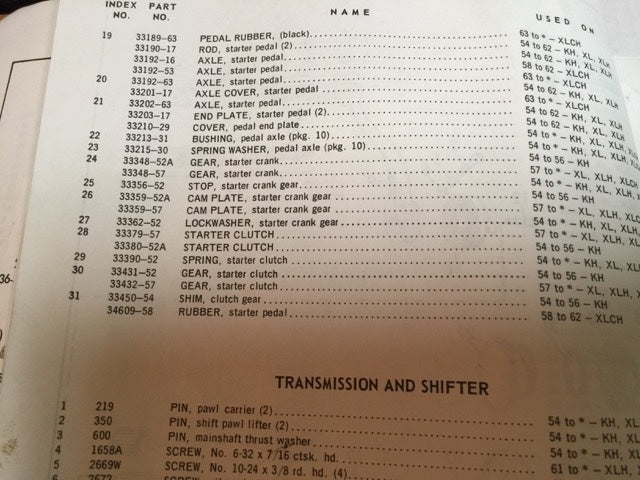 INDEX PART
NO. NO. NAME USED ON
19 33189-63 PEDAL RUBBER, (black) 63 to * – XLCH
33190-17 ROD, starter pedal (2) 54 to 62 – KH, XL, XLH
33192-16 AXLE, starter pedal 54 to 62 – KH, XL, XLH
33192-53 AXLE, starter pedal 58 to 62 – XLCH
20 33192-63 AXLE, starter pedal 63 to * – XLCH
33201-17 AXLE COVER, starter pedal 54 to 62 – KH, XL, XLH
21 33202-63 AXLE, starter pedal 63 to * – XLCH
33203-17 END PLATE, starter pedal (2) 54 to 62 – KH, XL, XLH
33210-29 COVER, pedal end plate 54 to 62 – KH, XL, XLH
22 33213-31 BUSHING, pedal axle (pkg. 10) 54 to * – KH, XL, XLH,
23 33215-30 SPRING WASHER, pedal axle (pkg. 10) 54 to * – KH, XL, XLH,
24 33348-52A GEAR, starter crank 54 to 56 – KH
33348-57 GEAR, starter crank 57 to * – XL, XLH,
25 33356-52 STOP, starter crank gear 54 to * – KH, XL, XLH,
26 33359-52A CAM PLATE, starter crank gear 54 to 56 – KH
33359-57 CAM PLATE, starter crank gear 57 to * – XL, XLH, X
27 33362-52 LOCKWASHER, starter crank gear 54 to * – KH, XL, XLH,
28 33379-57 STARTER CLUTCH 57 to * – XL, XLH, X
33380-52A STARTER CLUTCH 54 to 56 – KH
29 33390-52 SPRING, starter clutch 54 to * – KH, XL, XLH, X
30 33431-52 GEAR, starter clutch 54 to 56 – KH
33432-57 GEAR, starter clutch 57 to * – XL, XLH, X
31 33450-54 SHIM, clutch gear 54 to 56 – KH
34609-58 RUBBER, starter pedal 58 to 62 – XLCH
36-
TRANSMISSION AND SHIFTER
1 219 PIN, pawl carrier (2) 54 to * – KH, XL
2 350 PIN, shift pawl lifter (2) 54 to * – KH, XL
3 600 PIN, mainshaft thrust washer 54 to * – KH, XL
4 1658A SCREW, No. 6-32 x 7/16 ctsk. hd. 54 to * – KH, XL
5 2669W SCREW, No. 10-24 x 3/8 rd. hd. (4) 61 to * – XLH,